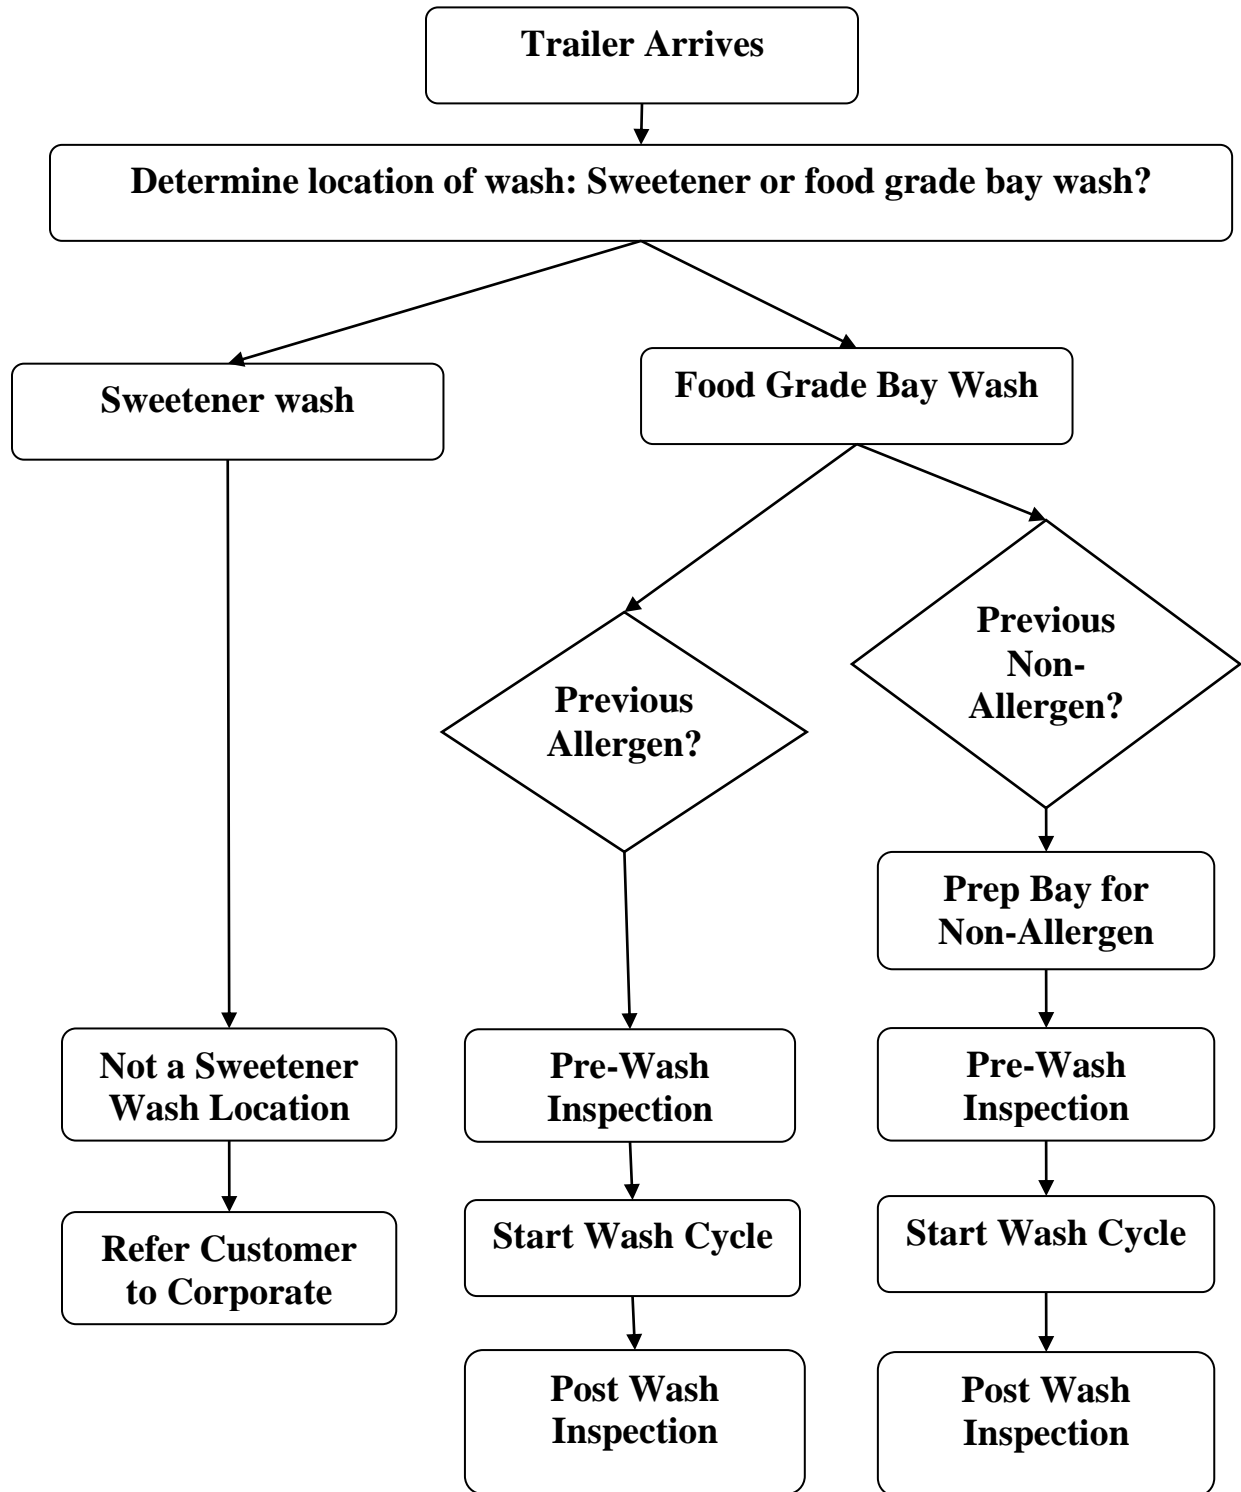 Trailer Arrives
Determine location of wash: Sweetener or food grade bay wash?
Sweetener wash
Food Grade Bay Wash
Previous
Allergen?
Previous
Non-
Allergen?
Prep Bay for
Non-Allergen
Not a Sweetener
Wash Location
Pre-Wash
Inspection
Pre-Wash
Inspection
Refer Customer
to Corporate
Start Wash Cycle
Start Wash Cycle
Post Wash
Inspection
Post Wash
Inspection